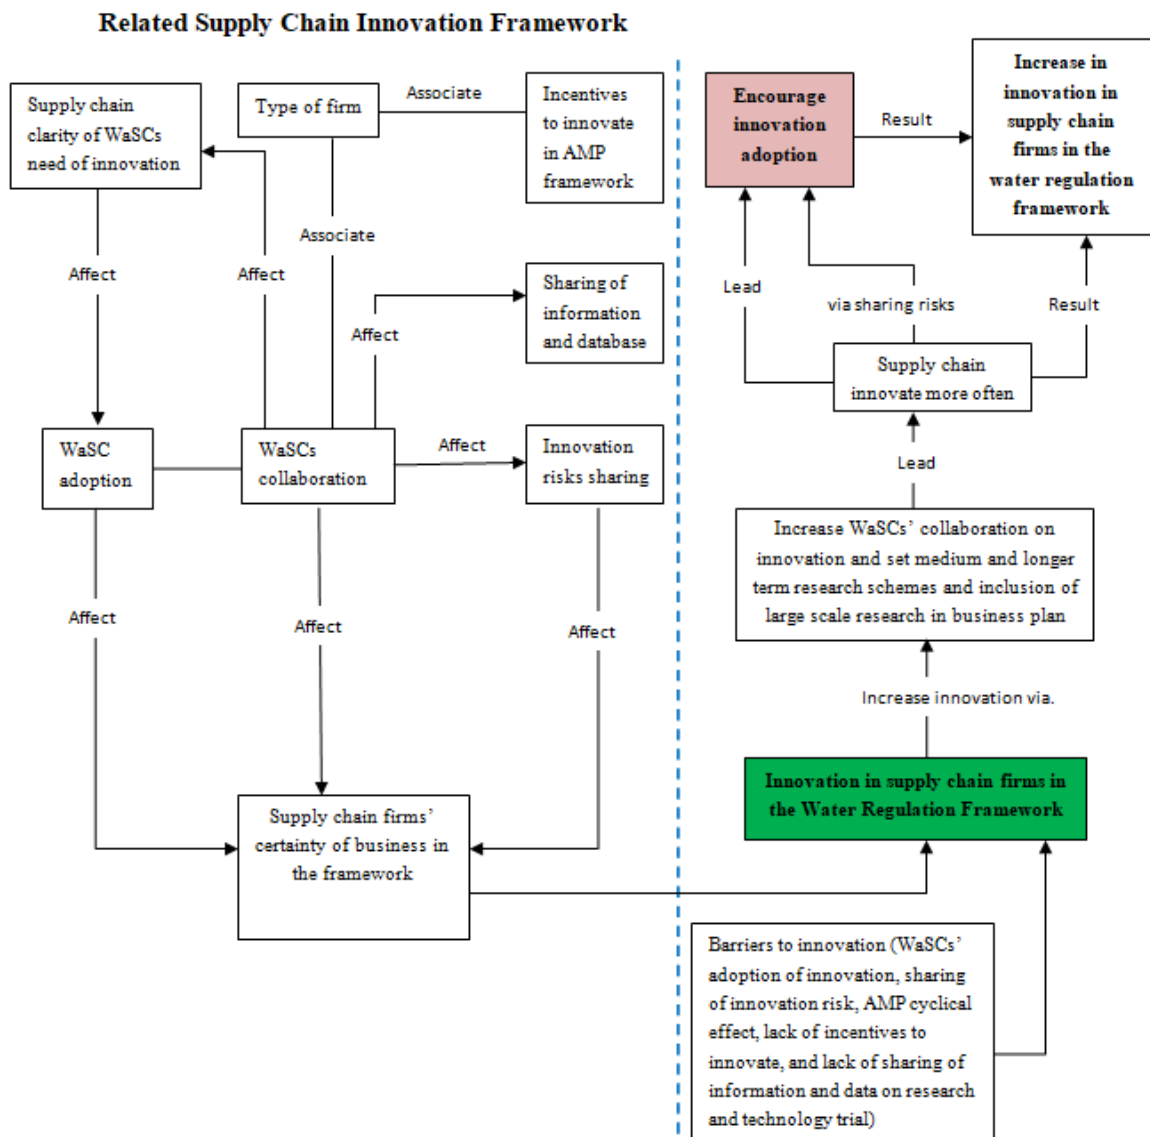 Related Supply Chain Innovation Framework
Supply chain
clarity of WaSCs
need of innovation
Type of firm
Associate
Incentives
to innovate
in AMP
framework
Associate
Affect
Affect
Sharing of
information
and database
Affect
WaSC
adoption
WaSCs
collaboration
Affect
Innovation
risks sharing
Affect
Affect
Affect
Supply chain firms’
certainty of business in
the framework
Encourage
innovation
adoption
Result
Increase in
innovation in
supply chain
firms in the
water regulation
framework
Lead
via sharing risks
Result
Supply chain
innovate more often
Lead
Increase WaSCs’ collaboration on
innovation and set medium and longer
term research schemes and inclusion of
large scale research in business plan
Increase innovation via.
Innovation in supply chain firms in
the Water Regulation Framework
Barriers to innovation (WaSCs’
adoption of innovation, sharing
of innovation risk, AMP cyclical
effect, lack of incentives to
innovate, and lack of sharing of
information and data on research
and technology trial)